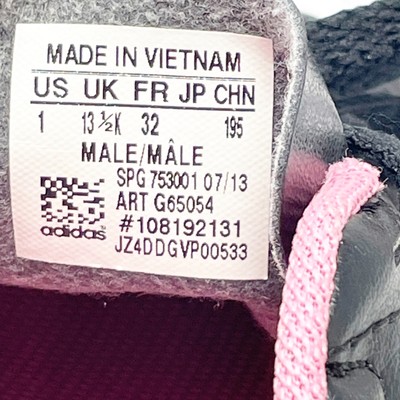 MADE IN VIETNAM
US UK FR JP CHN
1 13 ½K 32 195
MALE/MÂLE
SPG 753001 07/13
ART G65054
#108192131
adidas
JZ4DDGVP00533